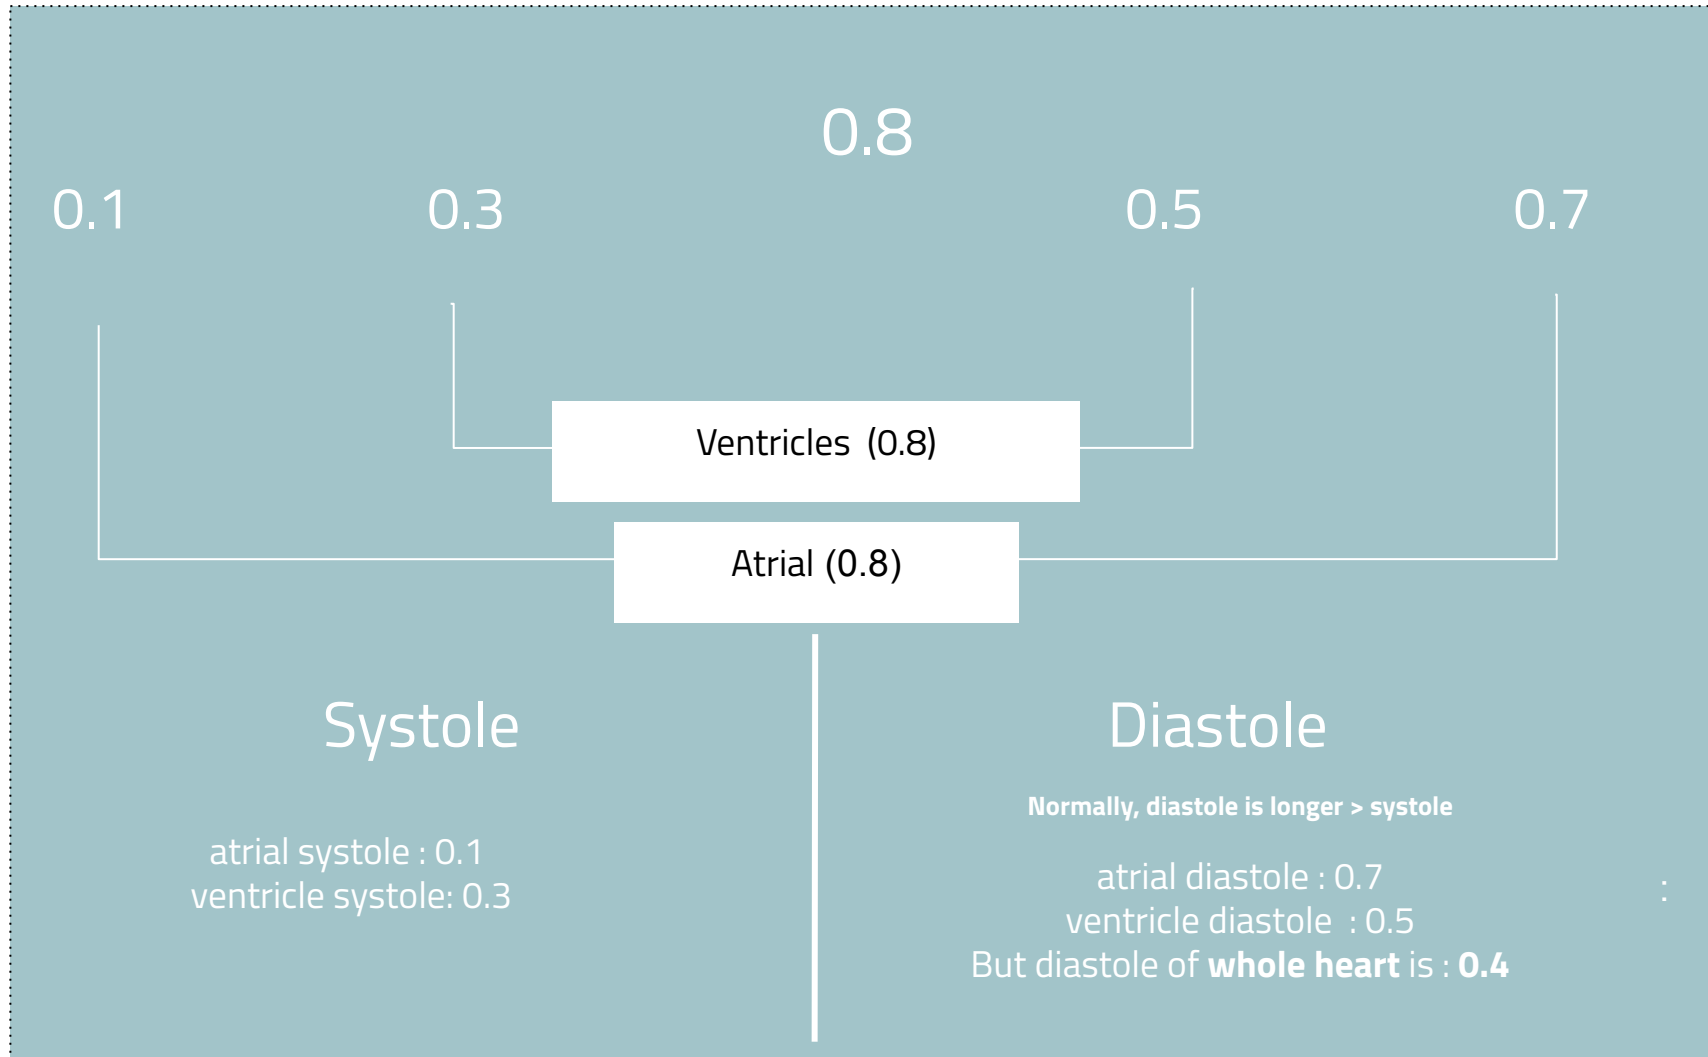 0.8
0.1 0.3 0.5 0.7
Ventricles (0.8)
Atrial (0.8)
Systole
atrial systole : 0.1
ventricle systole: 0.3
Diastole
Normally, diastole is longer > systole
atrial diastole : 0.7
ventricle diastole : 0.5
But diastole of whole heart is : 0.4
: